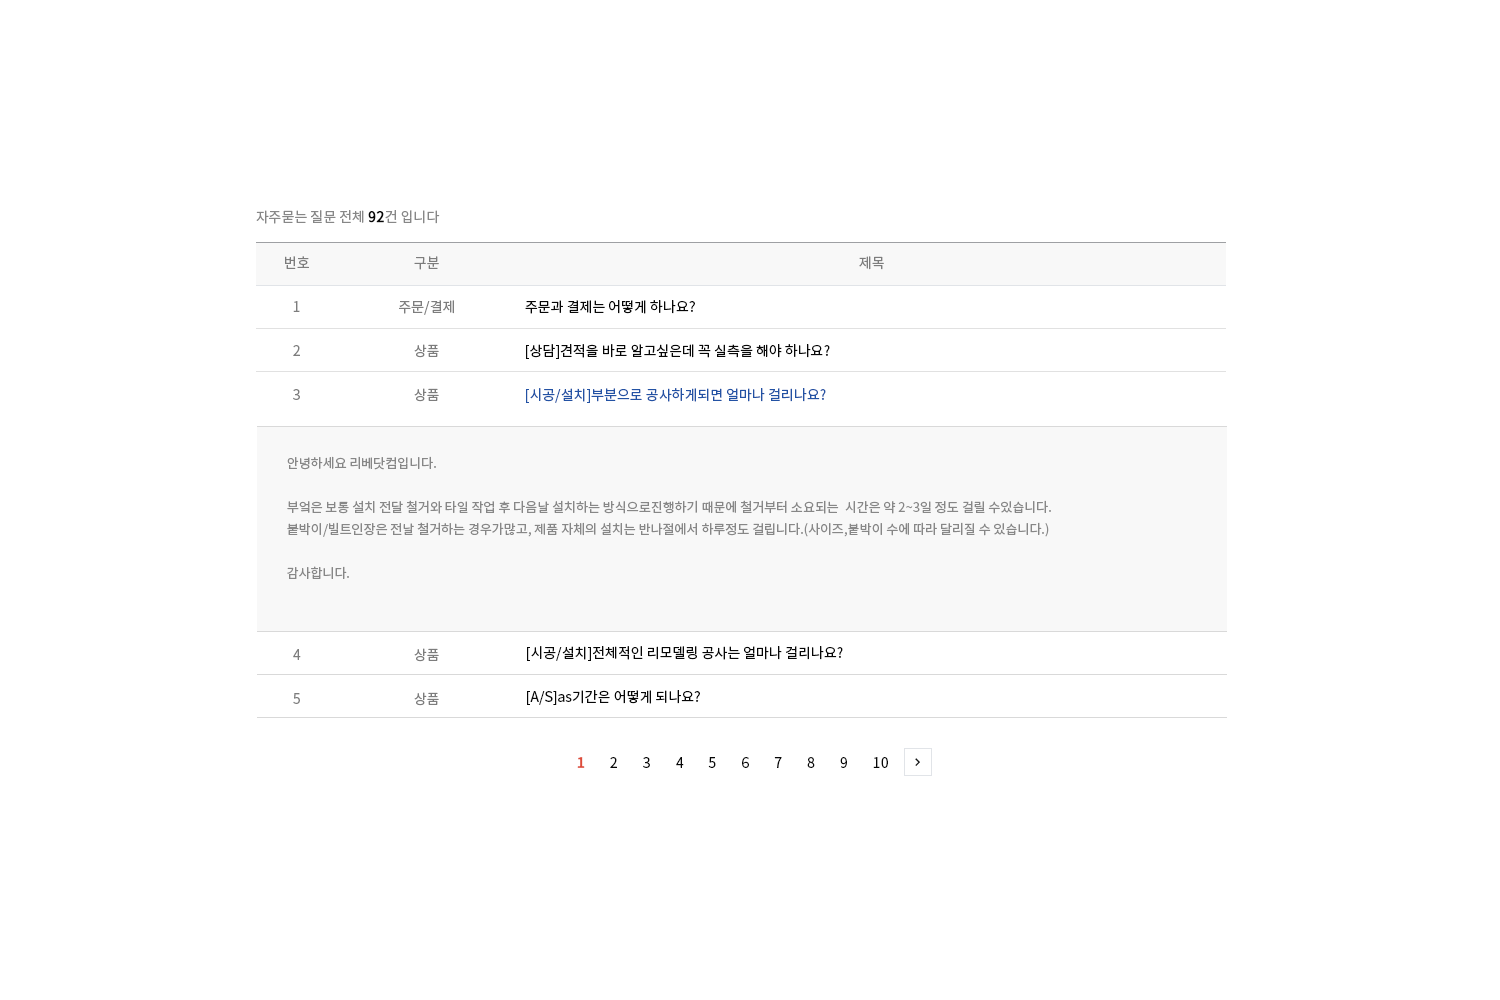 자주묻는 질문 전체 92건 입니다
번호 구분 제목
1 주문/결제 주문과 결제는 어떻게 하나요?
2 상품 [상담]견적을 바로 알고싶은데 꼭 실측을 해야 하나요?
3 상품 [시공/설치]부분으로 공사하게되면 얼마나 걸리나요?
안녕하세요 리베닷컴입니다.
부엌은 보통 설치 전달 철거와 타일 작업 후 다음날 설치하는 방식으로진행하기 때문에 철거부터 소요되는  시간은 약 2~3일 정도 걸릴 수있습니다.
붙박이/빌트인장은 전날 철거하는 경우가많고, 제품 자체의 설치는 반나절에서 하루정도 걸립니다.(사이즈,붙박이 수에 따라 달리질 수 있습니다.)
감사합니다.
4 상품 [시공/설치]전체적인 리모델링 공사는 얼마나 걸리나요?
5 상품 [A/S]as기간은 어떻게 되나요?
1 2 3 4 5 6 7 8 9 10 >